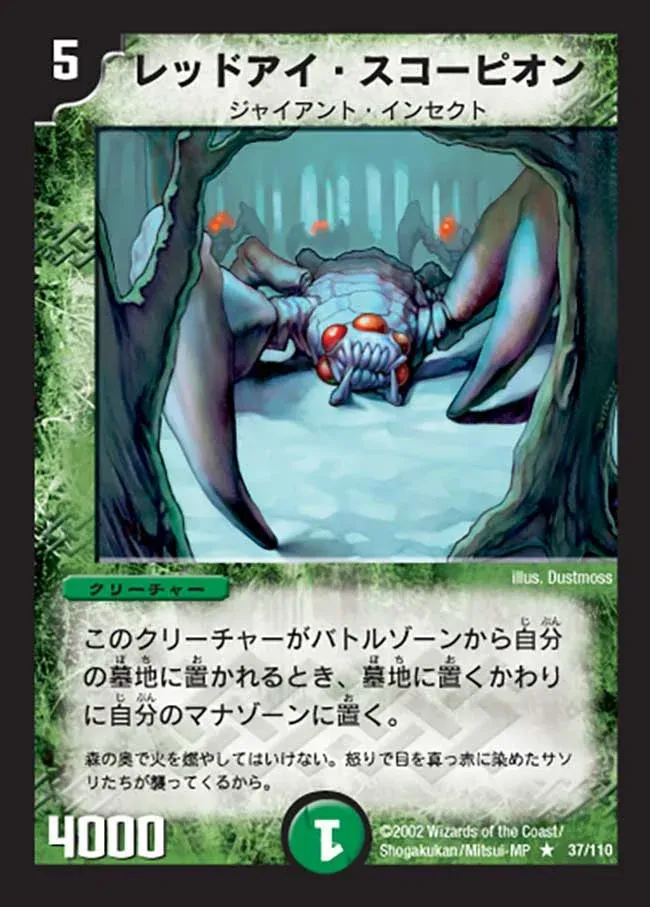 5
レッドアイ・スコーピオン
ジャイアント・インセクト
illus. Dustmoss
クリーチャー
このクリーチャーがバトルゾーンから自分
の墓地に置かれるとき、墓地に置くかわり
に自分のマナゾーンに置く。
森の奥で火を燃やしてはいけない。怒りで目を真っ赤に染めたサソ
リたちが襲ってくるから。
4000
1
©2002 Wizards of the Coast/
Shogakukan/Mitsui-MP ★ 37/110